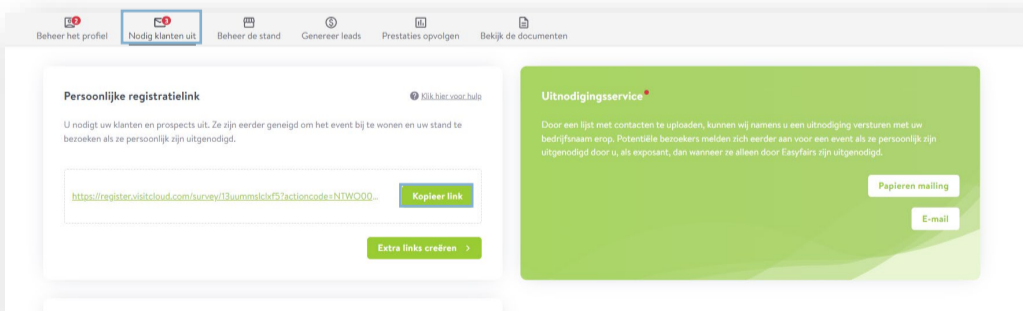 2
3
Beheer het profiel
Nodig klanten uit
Beheer de stand
Genereer leads
Prestaties opvolgen
Bekijk de documenten
Persoonlijke registratielink
Klik hier voor hulp
U nodigt uw klanten en prospects uit. Ze zijn eerder geneigd om het event bij te wonen en uw stand te
bezoeken als ze persoonlijk zijn uitgenodigd.
https://register.visitcloud.com/survey/13uummslclxf5?actioncode=NTWO00...
Kopieer link
Extra links creëren >
Uitnodigingsservice
Door een lijst met contacten te uploaden, kunnen wij namens u een uitnodiging versturen met uw
bedrijfsnaam erop. Potentiële bezoekers melden zich eerder aan voor een event als ze persoonlijk zijn
uitgenodigd door u, als exposant, dan wanneer ze alleen door Easyfairs zijn uitgenodigd.
Papieren mailing
E-mail